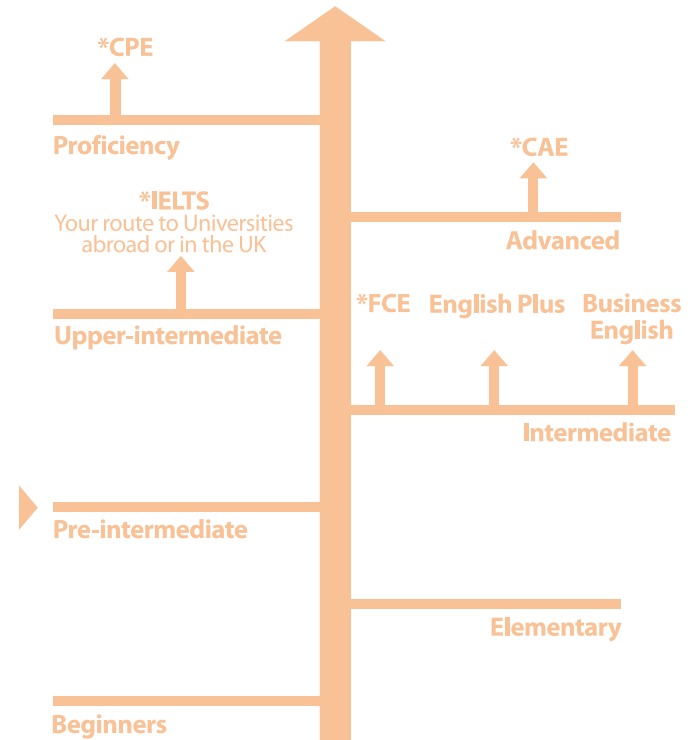 *CPE
Proficiency
*CAE
*IELTS
Your route to Universities
abroad or in the UK
Advanced
*FCE
English Plus
Business
English
Upper-intermediate
Intermediate
Pre-intermediate
Elementary
Beginners